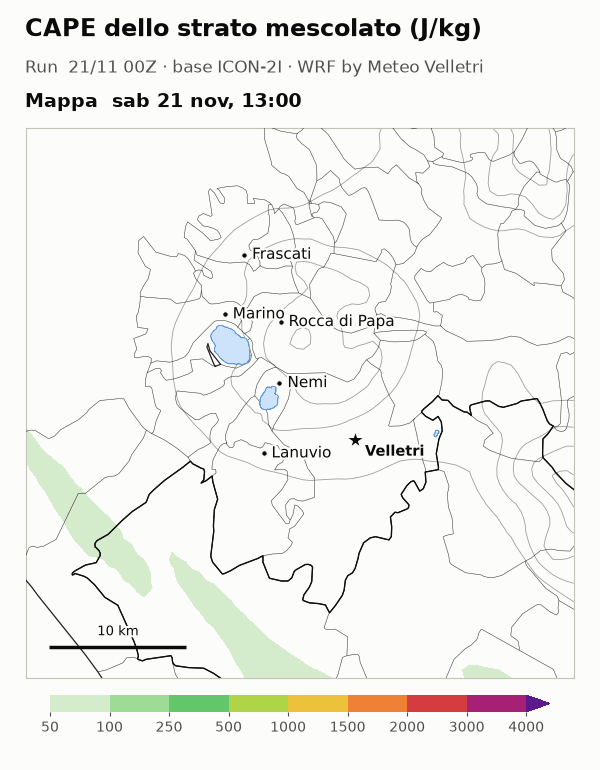 CAPE dello strato mescolato (J/kg)
Run  21/11 00Z · base ICON-2I · WRF by Meteo Velletri
Mappa  sab 21 nov, 13:00
Frascati
Marino
Rocca di Papa
Nemi
Velletri
Lanuvio
10 km
50 100 250 500 1000 1500 2000 3000 4000